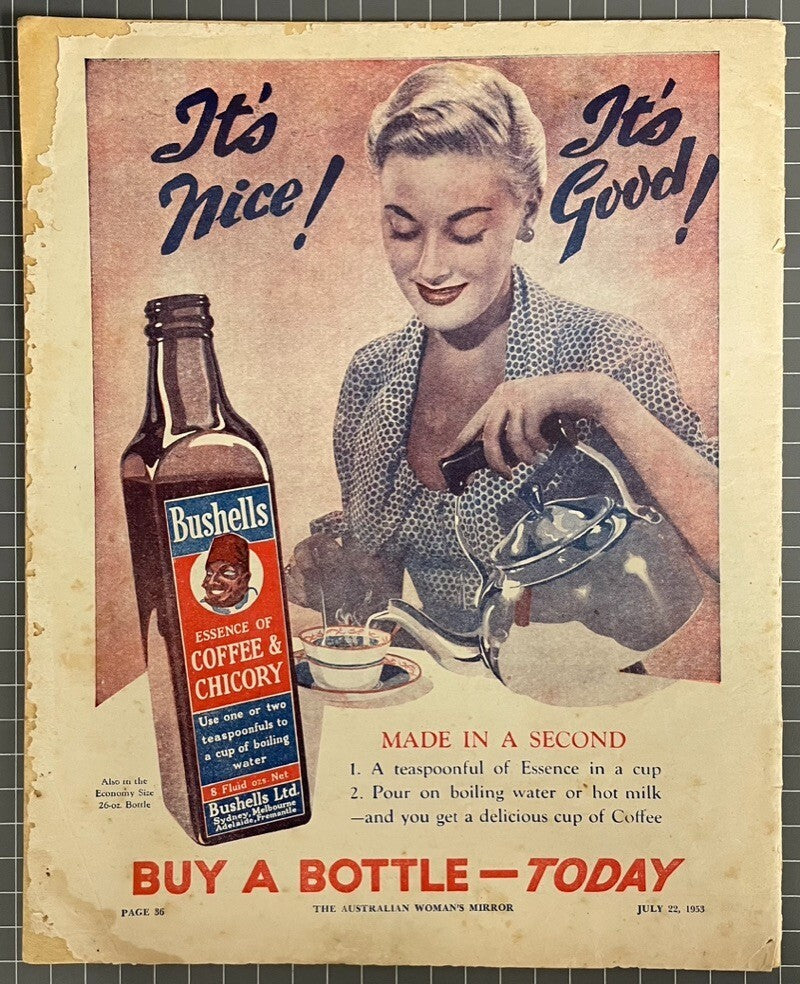 It's
Nice!
It's
Good!
Bushells
ESSENCE OF
COFFEE &
CHICORY
Use one or two
teaspoonfuls to
a cup of boiling
water
8 Fluid ozs. Net
Bushells Ltd.
Sydney, Melbourne
Adelaide, Fremantle
Also in the
Economy Size
26-oz. Bottle
MADE IN A SECOND
1. A teaspoonful of Essence in a cup
2. Pour on boiling water or hot milk
—and you get a delicious cup of Coffee
BUY A BOTTLE — TODAY
PAGE 36
THE AUSTRALIAN WOMAN'S MIRROR
JULY 22, 1953